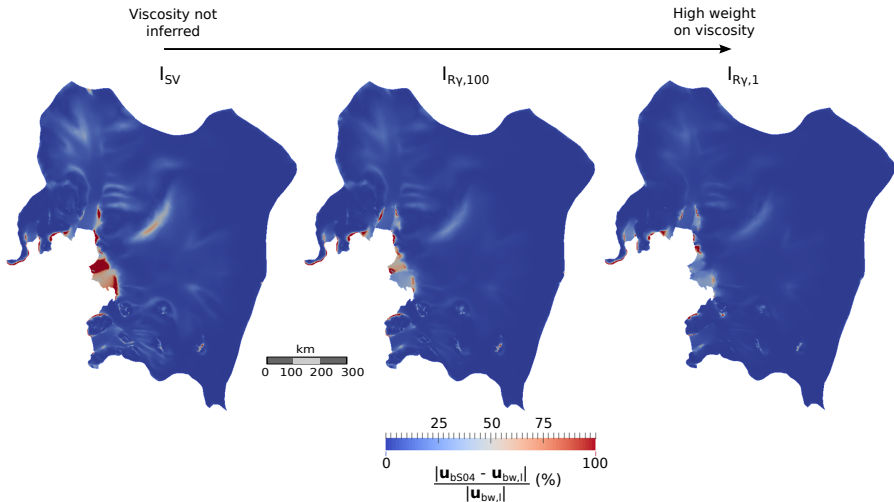 Viscosity not
inferred
High weight
on viscosity
I_SV
I_Rγ,100
I_Rγ,1
km
0 100 200 300
25 50 75
0 100
|u_bS04 - u_bw,I|
|u_bw,I|
(%)